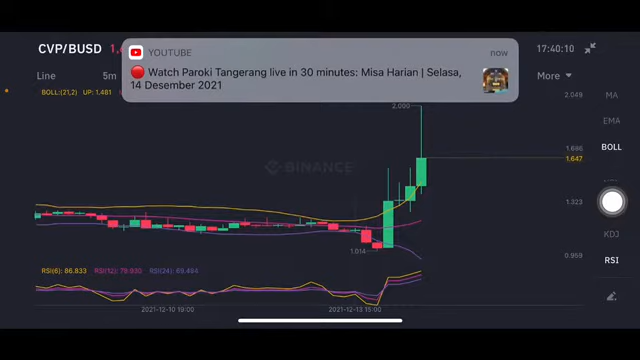 CVP/BUSD
YOUTUBE
now
🔴 Watch Paroki Tangerang live in 30 minutes: Misa Harian | Selasa,
14 Desember 2021
17:40:10
Line
5m
More
BOLL:(21,2) UP: 1.481
2.049
MA
2.000
EMA
BINANCE
1.686
1.647
BOLL
1.323
KDJ
1.014
0.959
RSI
RSI(6): 86.833 RSI(12): 78.930 RSI(24): 69.494
2021-12-10 19:00
2021-12-13 15:00